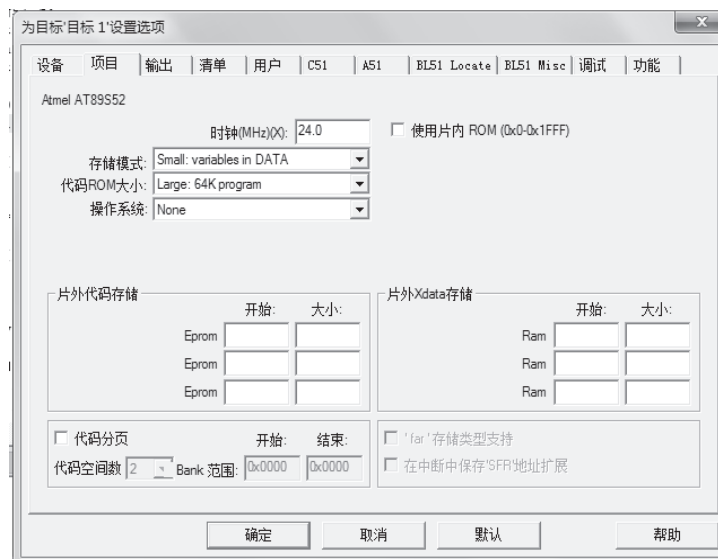 为目标'目标 1'设置选项
设备 项目 输出 清单 用户 C51 A51 BL51 Locate BL51 Misc 调试 功能
Atmel AT89S52
时钟(MHz)(X): 24.0 使用片内 ROM (0x0-0x1FFF)
存储模式: Small: variables in DATA
代码ROM大小: Large: 64K program
操作系统: None
片外代码存储
开始: 大小:
Eprom
Eprom
Eprom
片外Xdata存储
开始: 大小:
Ram
Ram
Ram
代码分页 开始: 结束:
代码空间数 2 Bank 范围: 0x0000 0x0000
'far'存储类型支持
在中断中保存'SFR'地址扩展
确定 取消 默认 帮助